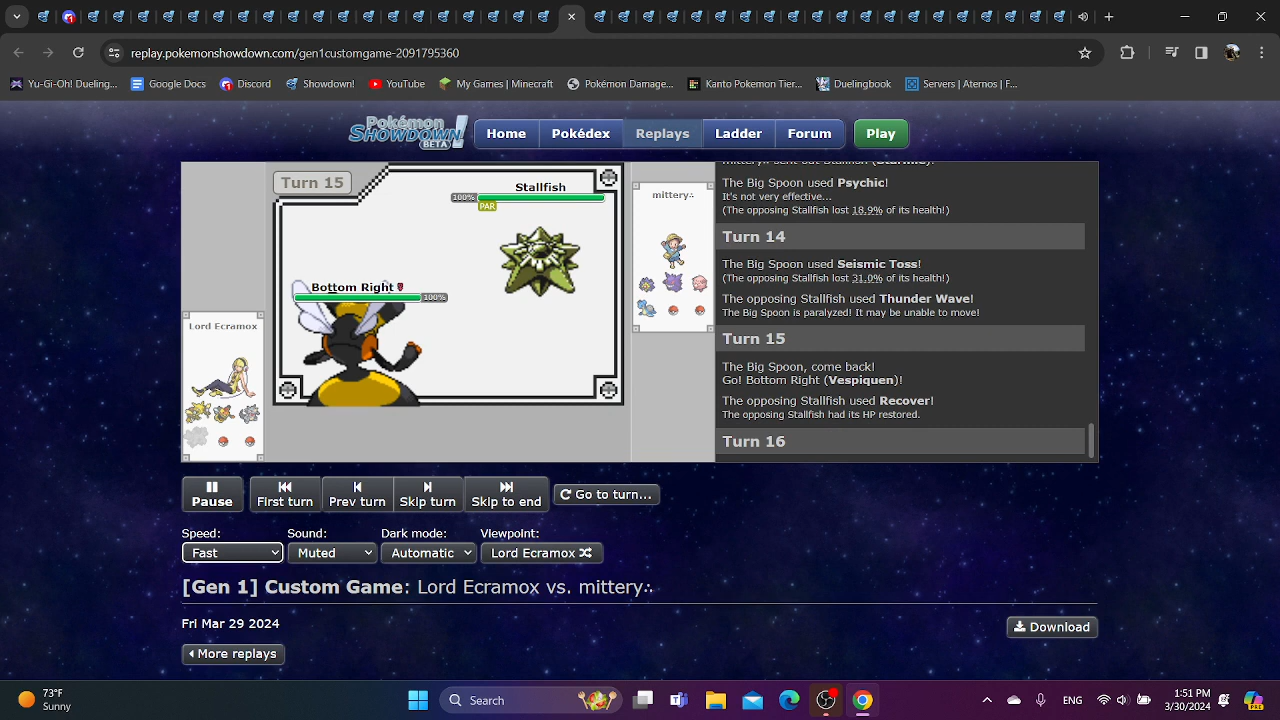 replay.pokemonshowdown.com/gen1customgame-2091795360
Yu-Gi-Oh! Dueling...
Google Docs
Discord
Showdown!
YouTube
My Games | Minecraft
Pokémon Damage...
Kanto Pokemon Tier...
Duelingbook
Servers | Aternos | F...
Pokémon
SHOWDOWN!
BETA
Home
Pokédex
Replays
Ladder
Forum
Play
Turn 15
Stallfish
100%
PAR
Bottom Right
100%
Lord Ecramox
mittery∴
mittery∴ sent out Stallfish (Starmie)!
The Big Spoon used Psychic!
It's not very effective...
(The opposing Stallfish lost 18.9% of its health!)
Turn 14
The Big Spoon used Seismic Toss!
(The opposing Stallfish lost 31.0% of its health!)
The opposing Stallfish used Thunder Wave!
The Big Spoon is paralyzed! It may be unable to move!
Turn 15
The Big Spoon, come back!
Go! Bottom Right (Vespiquen)!
The opposing Stallfish used Recover!
The opposing Stallfish had its HP restored.
Turn 16
Pause
First turn
Prev turn
Skip turn
Skip to end
Go to turn...
Speed:
Sound:
Dark mode:
Viewpoint:
Fast
Muted
Automatic
Lord Ecramox
[Gen 1] Custom Game: Lord Ecramox vs. mittery∴
Fri Mar 29 2024
Download
More replays
73°F
Sunny
Search
ENG
1:51 PM
3/30/2024
PRE